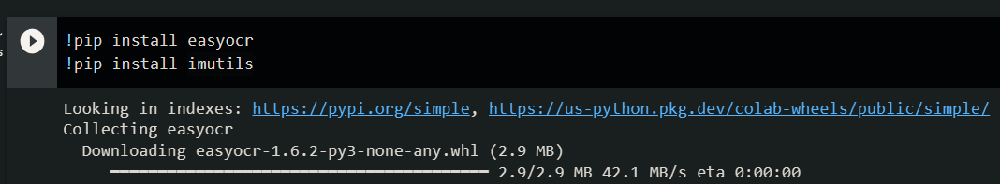 !pip install easyocr
!pip install imutils
Looking in indexes: https://pypi.org/simple, https://us-python.pkg.dev/colab-wheels/public/simple/
Collecting easyocr
Downloading easyocr-1.6.2-py3-none-any.whl (2.9 MB)
2.9/2.9 MB 42.1 MB/s eta 0:00:00